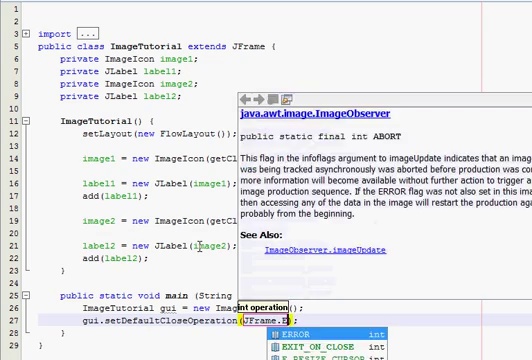 1
2
3 import ...
5 public class ImageTutorial extends JFrame {
6 private ImageIcon image1;
7 private JLabel label1;
8 private ImageIcon image2;
9 private JLabel label2;
10
11 ImageTutorial() {
12 setLayout(new FlowLayout());
13
14 image1 = new ImageIcon(getCl
15
16 label1 = new JLabel(image1);
17 add(label1);
18
19 image2 = new ImageIcon(getCl
20
21 label2 = new JLabel(image2);
22 add(label2);
23 }
24
25 public static void main (String
26 ImageTutorial gui = new Imag
27 gui.setDefaultCloseOperation(JFrame.E);
28 }
29
java.awt.image.ImageObserver
public static final int ABORT
This flag in the infoflags argument to imageUpdate indicates that an imag
was being tracked asynchronously was aborted before production was co
more information will become available without further action to trigger a
image production sequence. If the ERROR flag was not also set in this im
then accessing any of the data in the image will restart the production aga
probably from the beginning.
See Also:
ImageObserver.imageUpdate
int operation
();
ERROR int
EXIT_ON_CLOSE int
E_RESIZE_CURSOR int